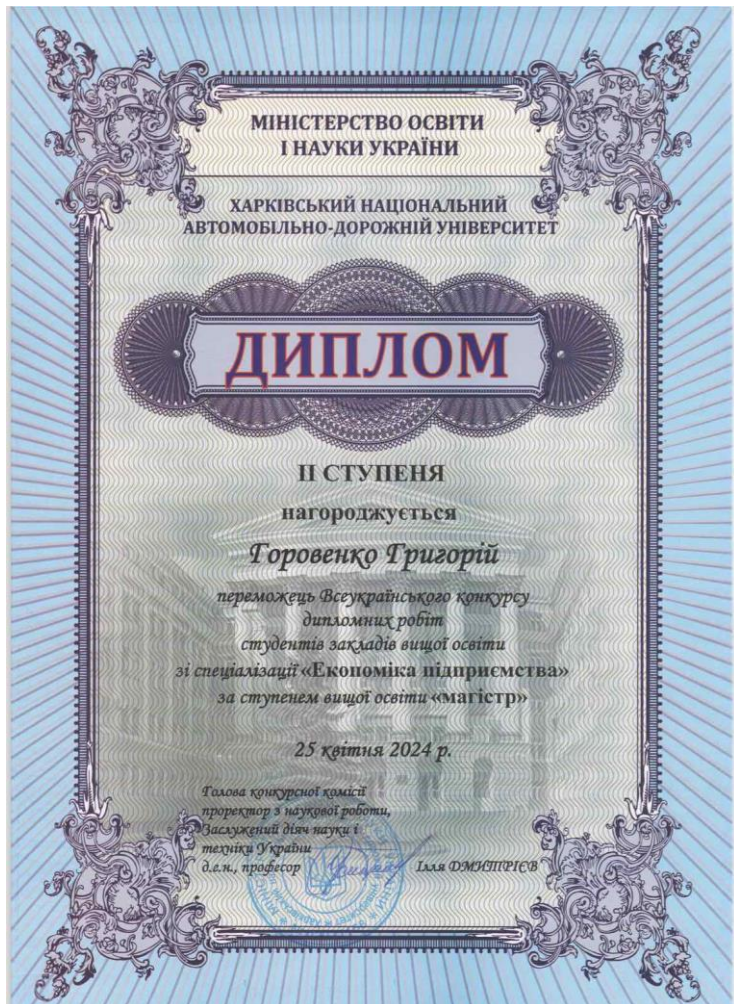 МІНІСТЕРСТВО ОСВІТИ
І НАУКИ УКРАЇНИ
ХАРКІВСЬКИЙ НАЦІОНАЛЬНИЙ
АВТОМОБІЛЬНО-ДОРОЖНІЙ УНІВЕРСИТЕТ
ДИПЛОМ
ІІ СТУПЕНЯ
нагороджується
Горовенко Григорій
переможець Всеукраїнського конкурсу
дипломних робіт
студентів закладів вищої освіти
зі спеціалізації «Економіка підприємства»
за ступенем вищої освіти «магістр»
25 квітня 2024 р.
Голова конкурсної комісії
проректор з наукової роботи,
Заслужений діяч науки і
техніки України
д.е.н., професор Ілля ДМИТРІЄВ